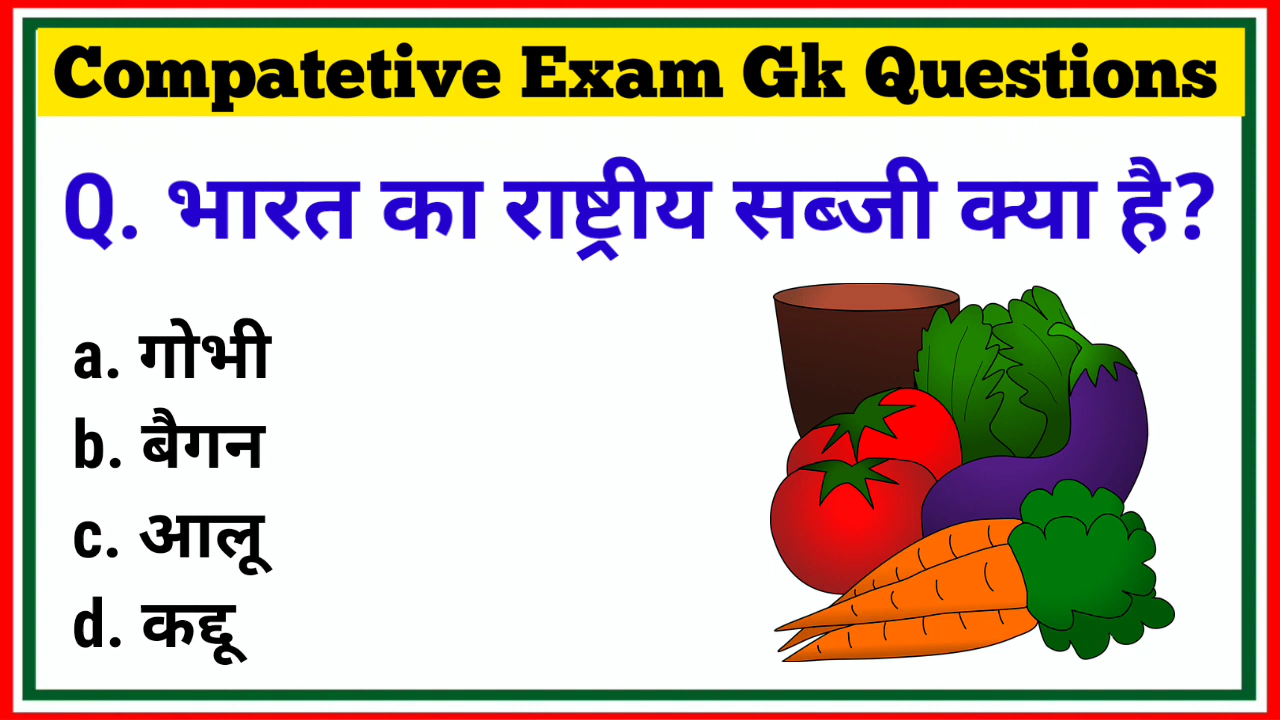 Compatetive Exam Gk Questions
Q. भारत का राष्ट्रीय सब्जी क्या है?
a. गोभी
b. बैगन
c. आलू
d. कद्दू